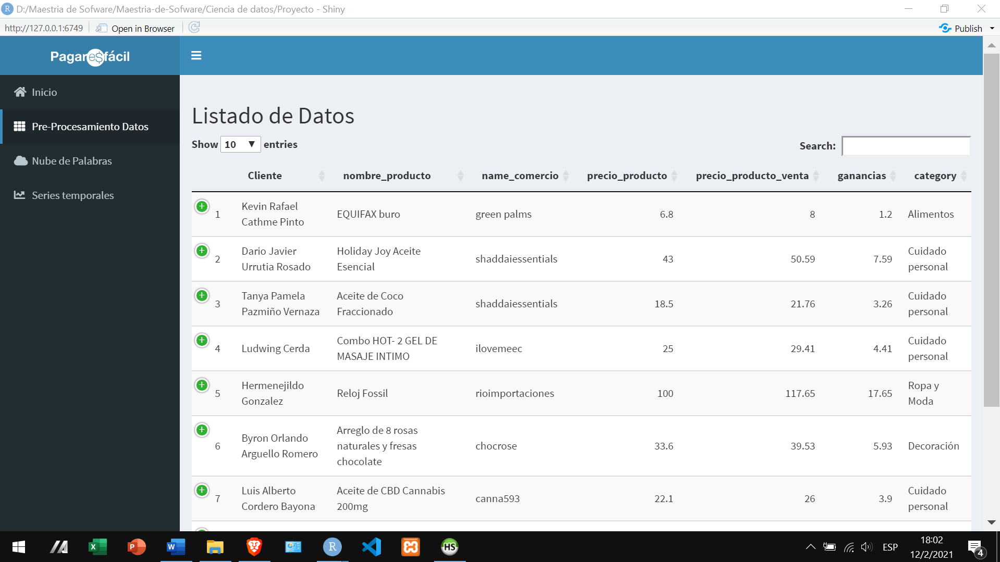 D:/Maestria de Sofware/Maestria-de-Sofware/Ciencia de datos/Proyecto - Shiny
http://127.0.0.1:6749 Open in Browser Publish
Pagare$fácil
Inicio
Pre-Procesamiento Datos
Nube de Palabras
Series temporales
Listado de Datos
Show 10 entries
Search:
Cliente nombre_producto name_comercio precio_producto precio_producto_venta ganancias category
1 Kevin Rafael Cathme Pinto EQUIFAX buro green palms 6.8 8 1.2 Alimentos
2 Dario Javier Urrutia Rosado Holiday Joy Aceite Esencial shaddaiessentials 43 50.59 7.59 Cuidado personal
3 Tanya Pamela Pazmiño Vernaza Aceite de Coco Fraccionado shaddaiessentials 18.5 21.76 3.26 Cuidado personal
4 Ludwing Cerda Combo HOT- 2 GEL DE MASAJE INTIMO ilovemeec 25 29.41 4.41 Cuidado personal
5 Hermenejildo Gonzalez Reloj Fossil rioimportaciones 100 117.65 17.65 Ropa y Moda
6 Byron Orlando Arguello Romero Arreglo de 8 rosas naturales y fresas chocolate chocrose 33.6 39.53 5.93 Decoración
7 Luis Alberto Cordero Bayona Aceite de CBD Cannabis 200mg canna593 22.1 26 3.9 Cuidado personal
ESP
18:02
12/2/2021
4